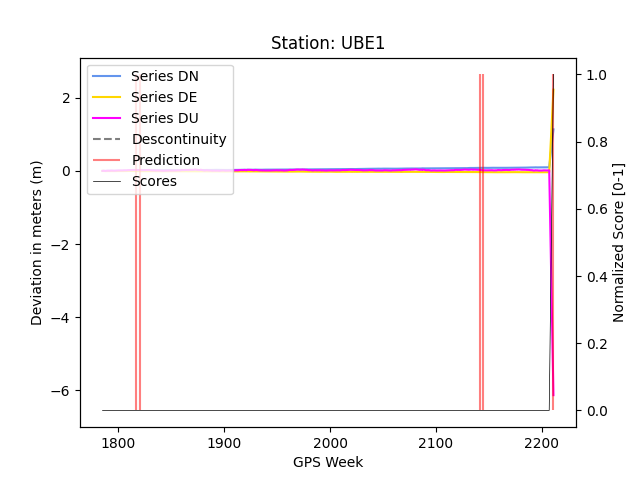 Station: UBE1
Series DN
Series DE
Series DU
Descontinuity
Prediction
Scores
2
0
−2
−4
−6
Deviation in meters (m)
1.0
0.8
0.6
0.4
0.2
0.0
Normalized Score [0-1]
1800
1900
2000
2100
2200
GPS Week